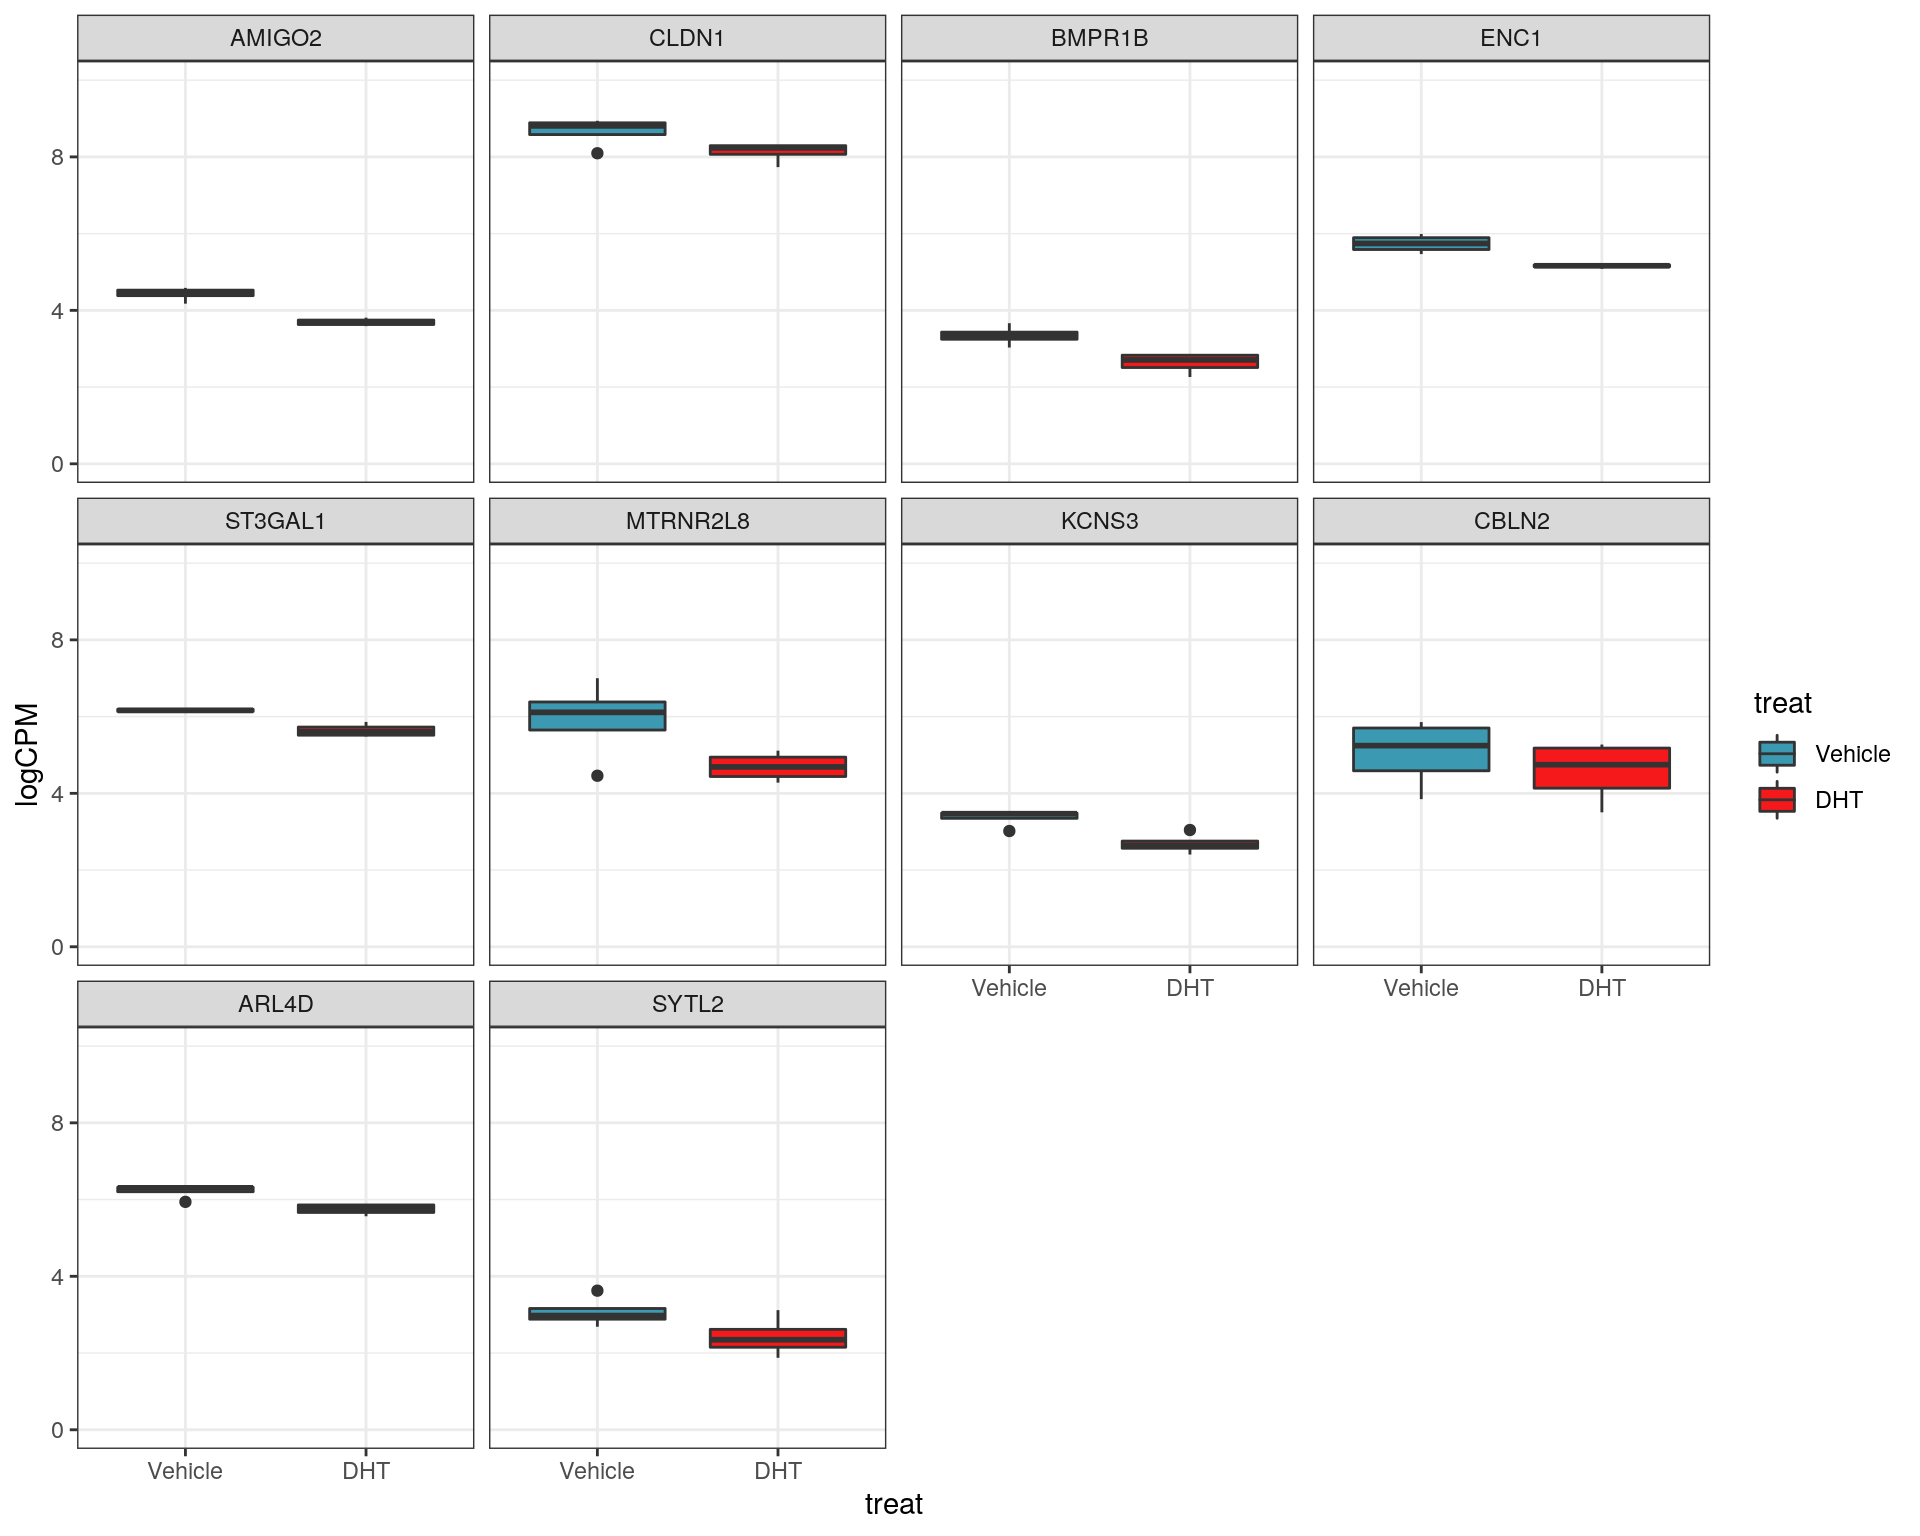 AMIGO2 CLDN1 BMPR1B ENC1
8
4
0
ST3GAL1 MTRNR2L8 KCNS3 CBLN2
8
4
0
logCPM
treat
Vehicle
DHT
Vehicle DHT Vehicle DHT
ARL4D SYTL2
8
4
0
Vehicle DHT Vehicle DHT
treat